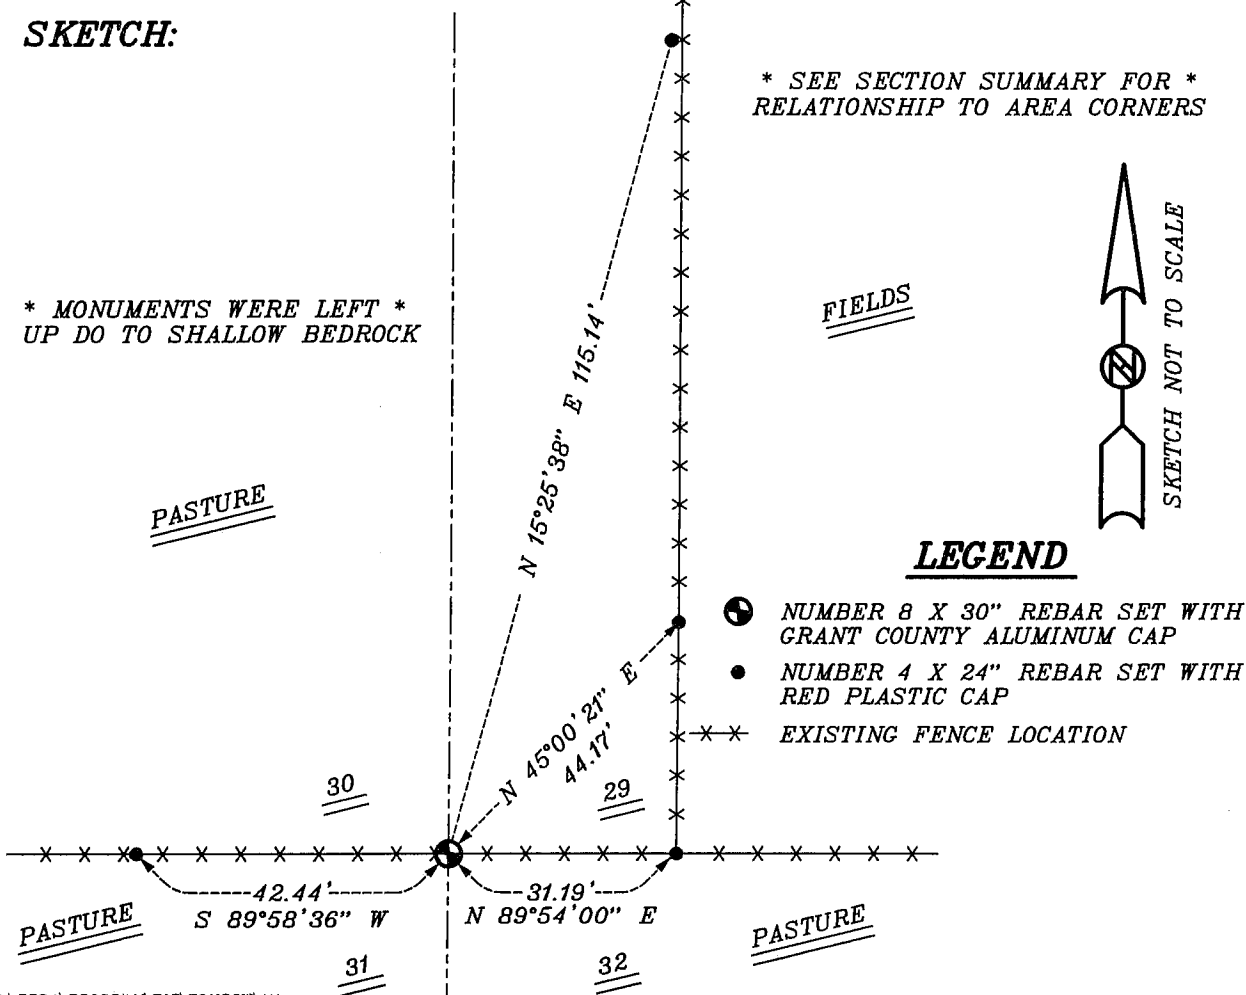 SKETCH:
* SEE SECTION SUMMARY FOR *
RELATIONSHIP TO AREA CORNERS
* MONUMENTS WERE LEFT *
UP DO TO SHALLOW BEDROCK
FIELDS
N
SKETCH NOT TO SCALE
N 15°25'38" E 115.14'
PASTURE
LEGEND
NUMBER 8 X 30" REBAR SET WITH
GRANT COUNTY ALUMINUM CAP
NUMBER 4 X 24" REBAR SET WITH
RED PLASTIC CAP
EXISTING FENCE LOCATION
N 45°00'21" E
44.17'
30
29
42.44'
S 89°58'36" W
31.19'
N 89°54'00" E
PASTURE
PASTURE
31
32